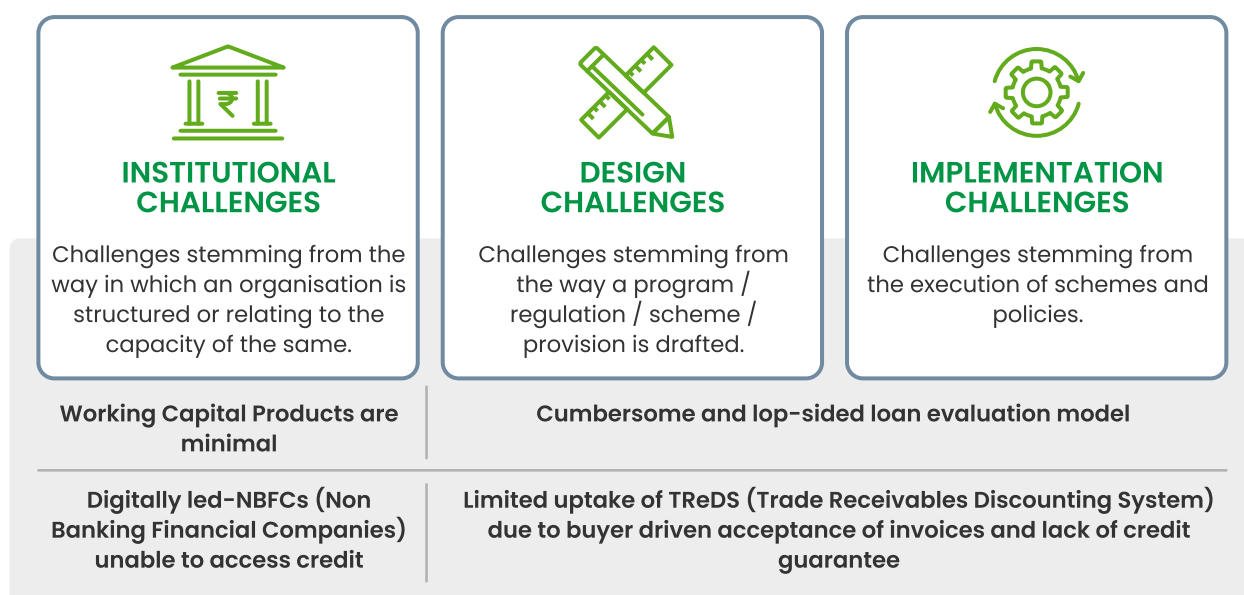 ₹
INSTITUTIONAL
CHALLENGES
Challenges stemming from the
way in which an organisation is
structured or relating to the
capacity of the same.
DESIGN
CHALLENGES
Challenges stemming from
the way a program /
regulation / scheme /
provision is drafted.
IMPLEMENTATION
CHALLENGES
Challenges stemming from
the execution of schemes and
policies.
Working Capital Products are
minimal
Cumbersome and lop-sided loan evaluation model
Digitally led-NBFCs (Non
Banking Financial Companies)
unable to access credit
Limited uptake of TReDS (Trade Receivables Discounting System)
due to buyer driven acceptance of invoices and lack of credit
guarantee